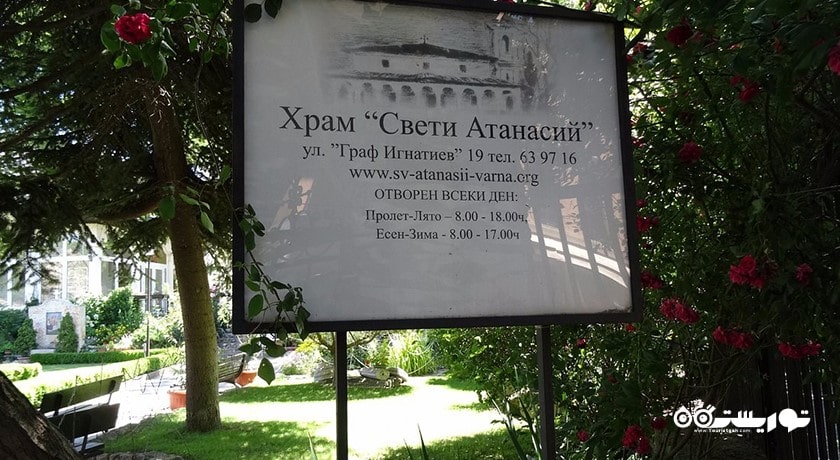 Храм "Свети Атанасий"
ул. "Граф Игнатиев" 19 тел. 63 97 16
www.sv-atanasii-varna.org
ОТВОРЕН ВСЕКИ ДЕН:
Пролет-Лято – 8.00 - 18.00ч.
Есен-Зима - 8.00 - 17.00ч
توریستگاه